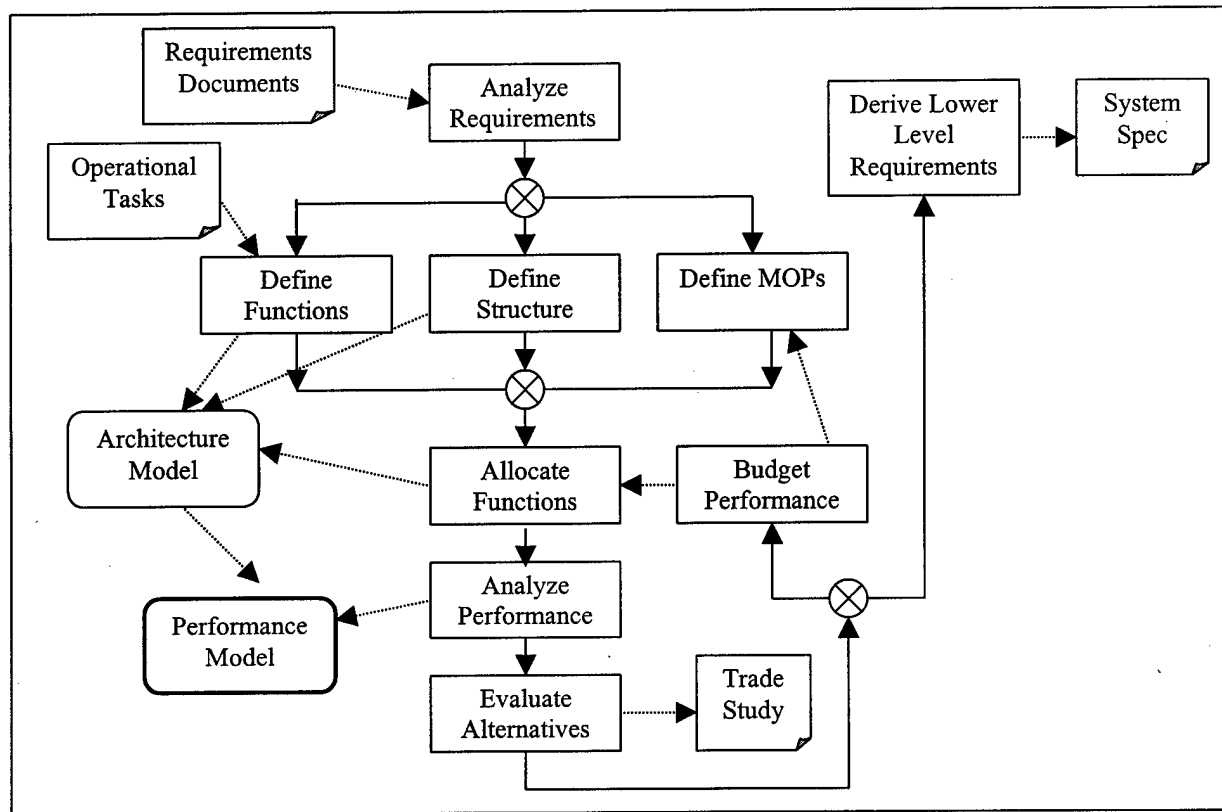 Requirements
Documents
Analyze
Requirements
Derive Lower
Level
Requirements
System
Spec
Operational
Tasks
Define
Functions
Define
Structure
Define MOPs
Architecture
Model
Allocate
Functions
Budget
Performance
Analyze
Performance
Performance
Model
Evaluate
Alternatives
Trade
Study